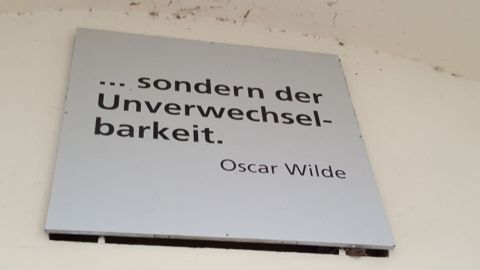 ... sondern der
Unverwechsel-
barkeit.
Oscar Wilde